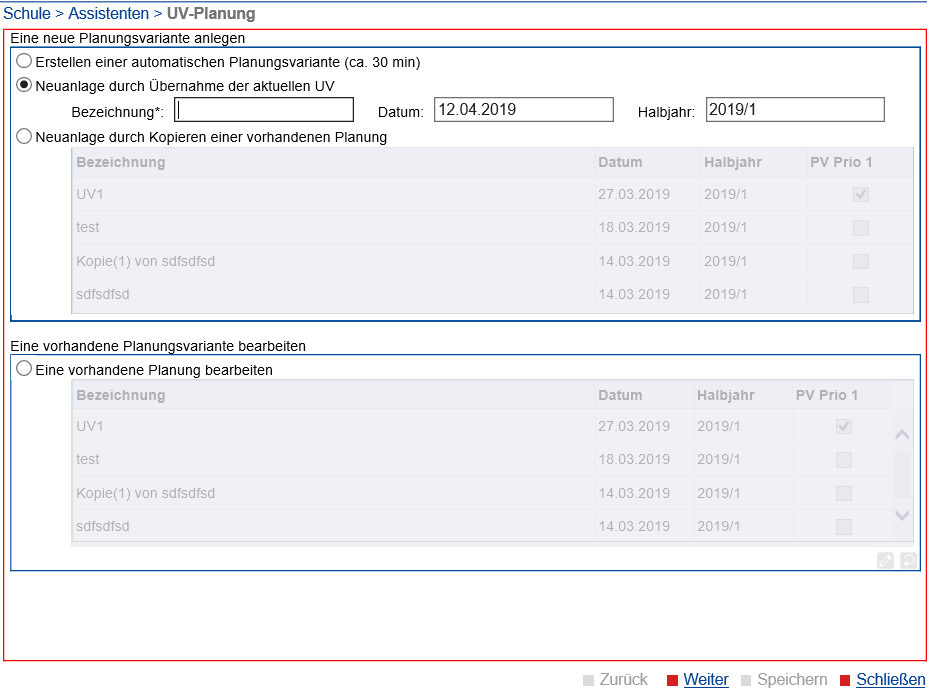 Schule > Assistenten > UV-Planung
Eine neue Planungsvariante anlegen
Erstellen einer automatischen Planungsvariante (ca. 30 min)
Neuanlage durch Übernahme der aktuellen UV
Bezeichnung*: Datum: 12.04.2019 Halbjahr: 2019/1
Neuanlage durch Kopieren einer vorhandenen Planung
Bezeichnung Datum Halbjahr PV Prio 1
UV1 27.03.2019 2019/1
test 18.03.2019 2019/1
Kopie(1) von sdfsdfsd 14.03.2019 2019/1
sdfsdfsd 14.03.2019 2019/1
Eine vorhandene Planungsvariante bearbeiten
Eine vorhandene Planung bearbeiten
Bezeichnung Datum Halbjahr PV Prio 1
UV1 27.03.2019 2019/1
test 18.03.2019 2019/1
Kopie(1) von sdfsdfsd 14.03.2019 2019/1
sdfsdfsd 14.03.2019 2019/1
Zurück Weiter Speichern Schließen